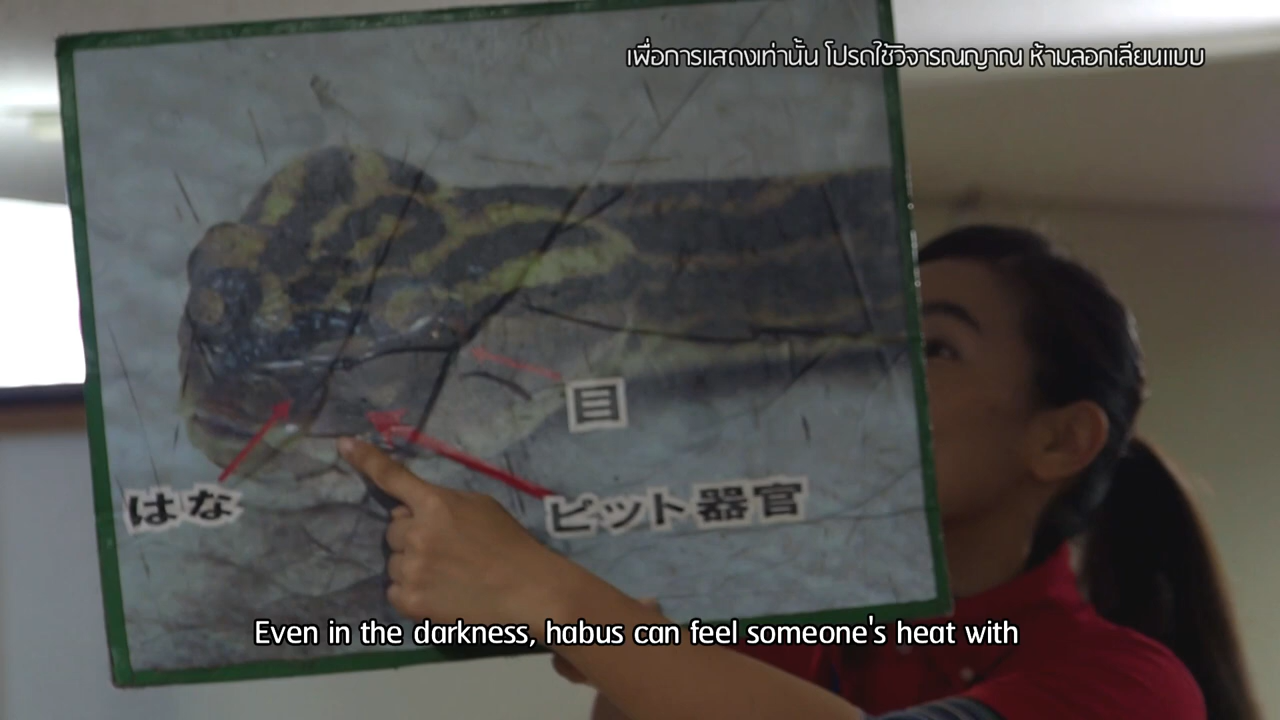 เพื่อการแสดงเท่านั้น โปรดใช้วิจารณญาณ ห้ามลอกเลียนแบบ
目
はな
ピット器官
Even in the darkness, habus can feel someone's heat with